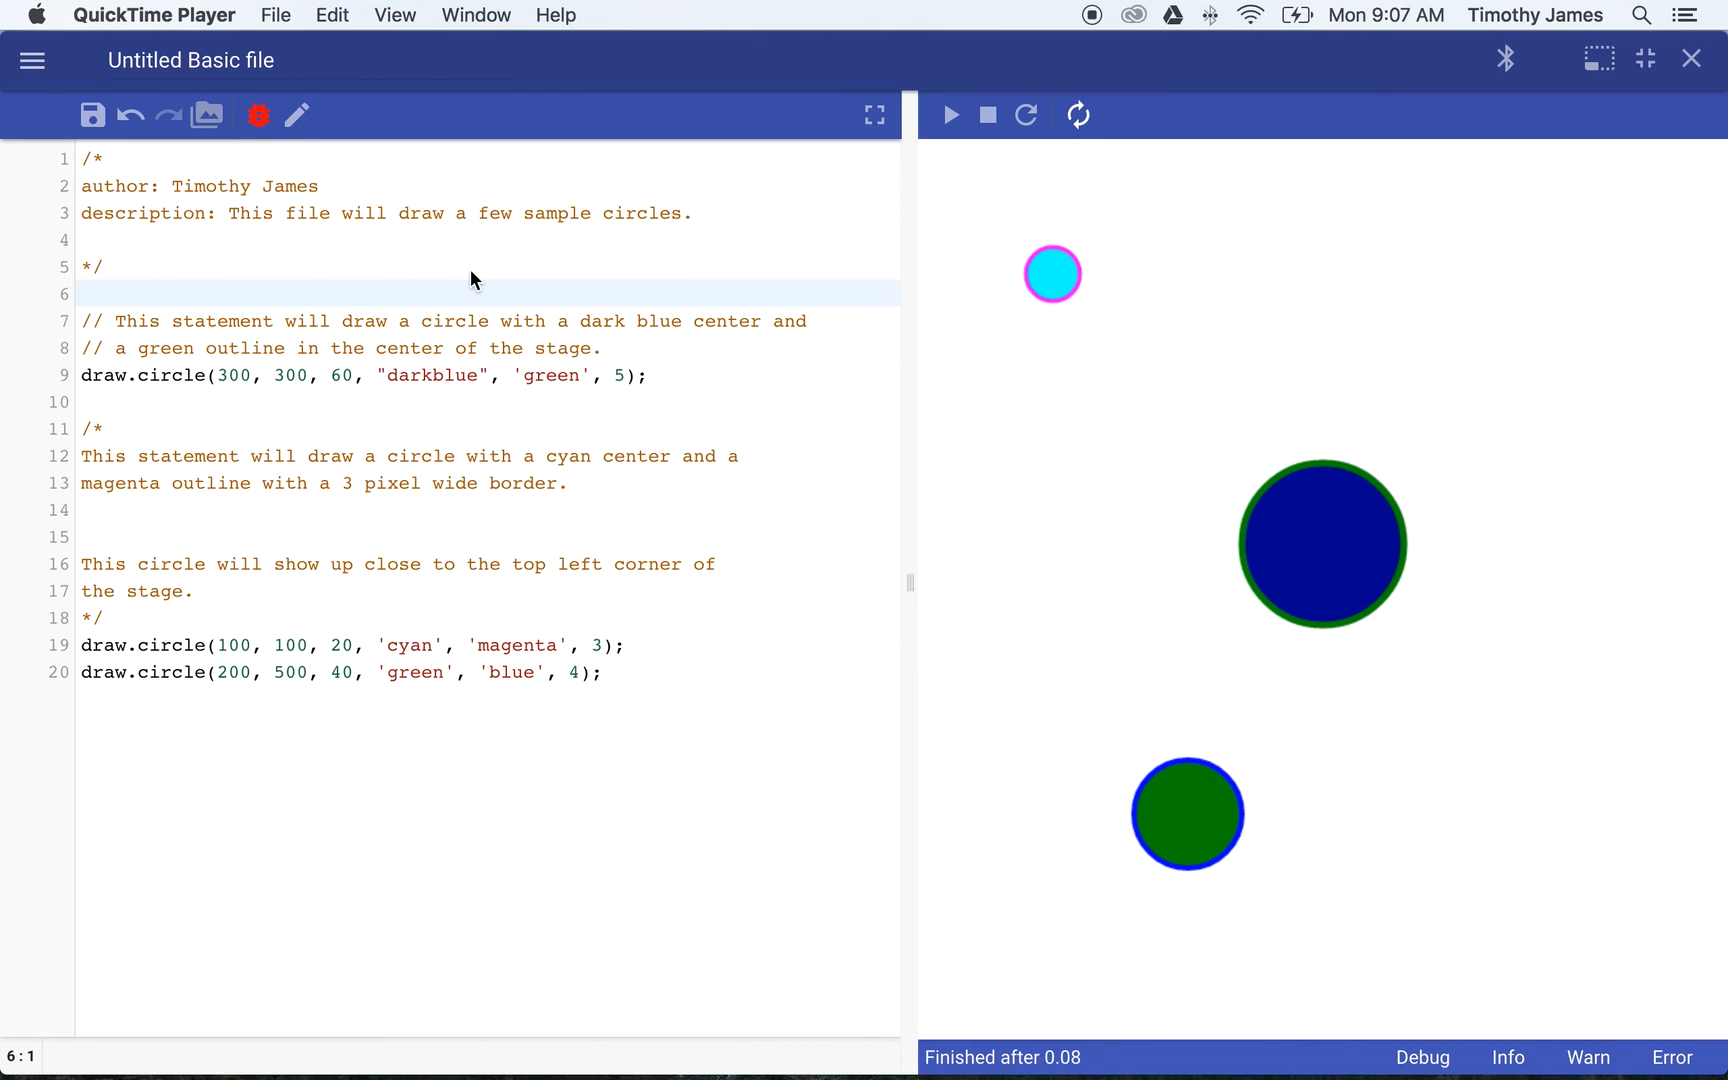 QuickTime Player File Edit View Window Help Mon 9:07 AM Timothy James
Untitled Basic file
1 /*
2 author: Timothy James
3 description: This file will draw a few sample circles.
4
5 */
6
7 // This statement will draw a circle with a dark blue center and
8 // a green outline in the center of the stage.
9 draw.circle(300, 300, 60, "darkblue", 'green', 5);
10
11 /*
12 This statement will draw a circle with a cyan center and a
13 magenta outline with a 3 pixel wide border.
14
15
16 This circle will show up close to the top left corner of
17 the stage.
18 */
19 draw.circle(100, 100, 20, 'cyan', 'magenta', 3);
20 draw.circle(200, 500, 40, 'green', 'blue', 4);
6:1
Finished after 0.08 Debug Info Warn Error